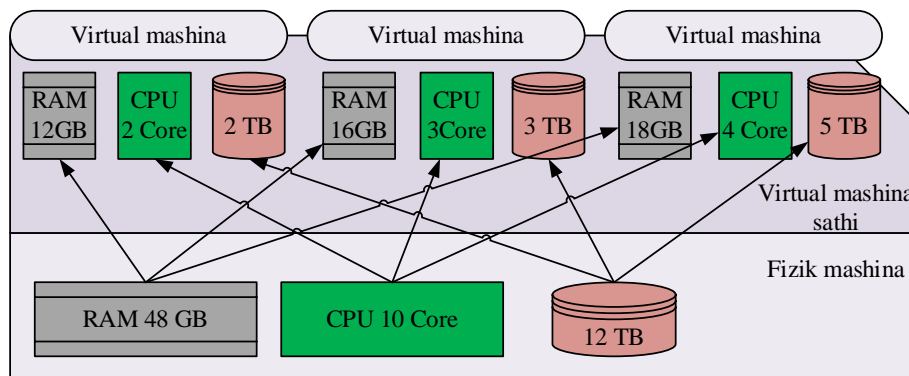 Virtual mashina
Virtual mashina
Virtual mashina
RAM
12GB
CPU
2 Core
2 TB
RAM
16GB
CPU
3Core
3 TB
RAM
18GB
CPU
4 Core
5 TB
Virtual mashina
sathi
Fizik mashina
RAM 48 GB
CPU 10 Core
12 TB